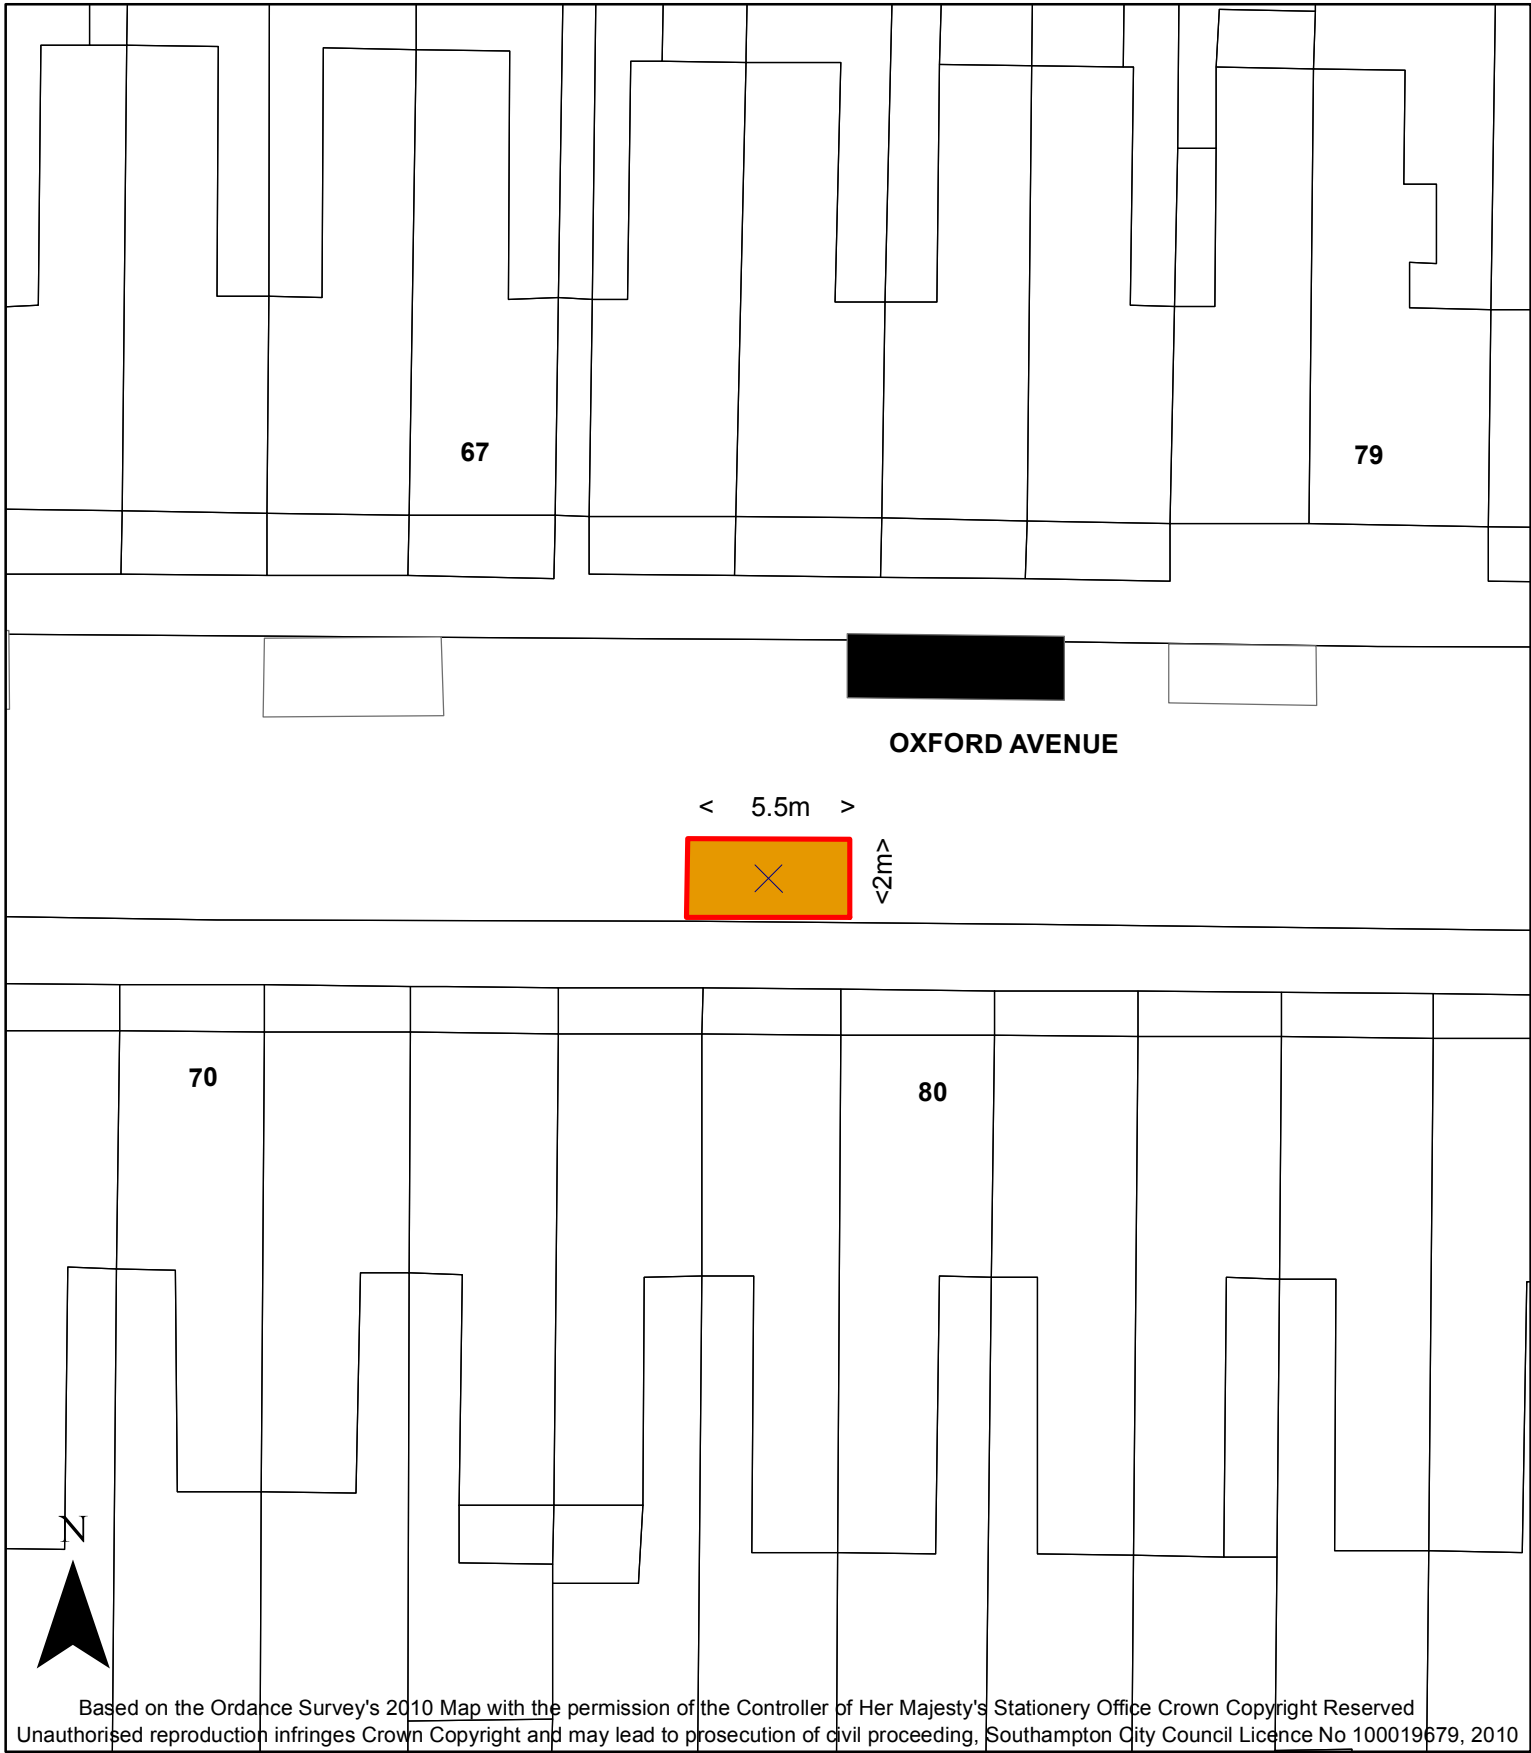 67
79
OXFORD AVENUE
< 5.5m >
<2m>
70
80
N
Based on the Ordance Survey's 2010 Map with the permission of the Controller of Her Majesty's Stationery Office Crown Copyright Reserved
Unauthorised reproduction infringes Crown Copyright and may lead to prosecution of civil proceeding, Southampton City Council Licence No 100019679, 2010